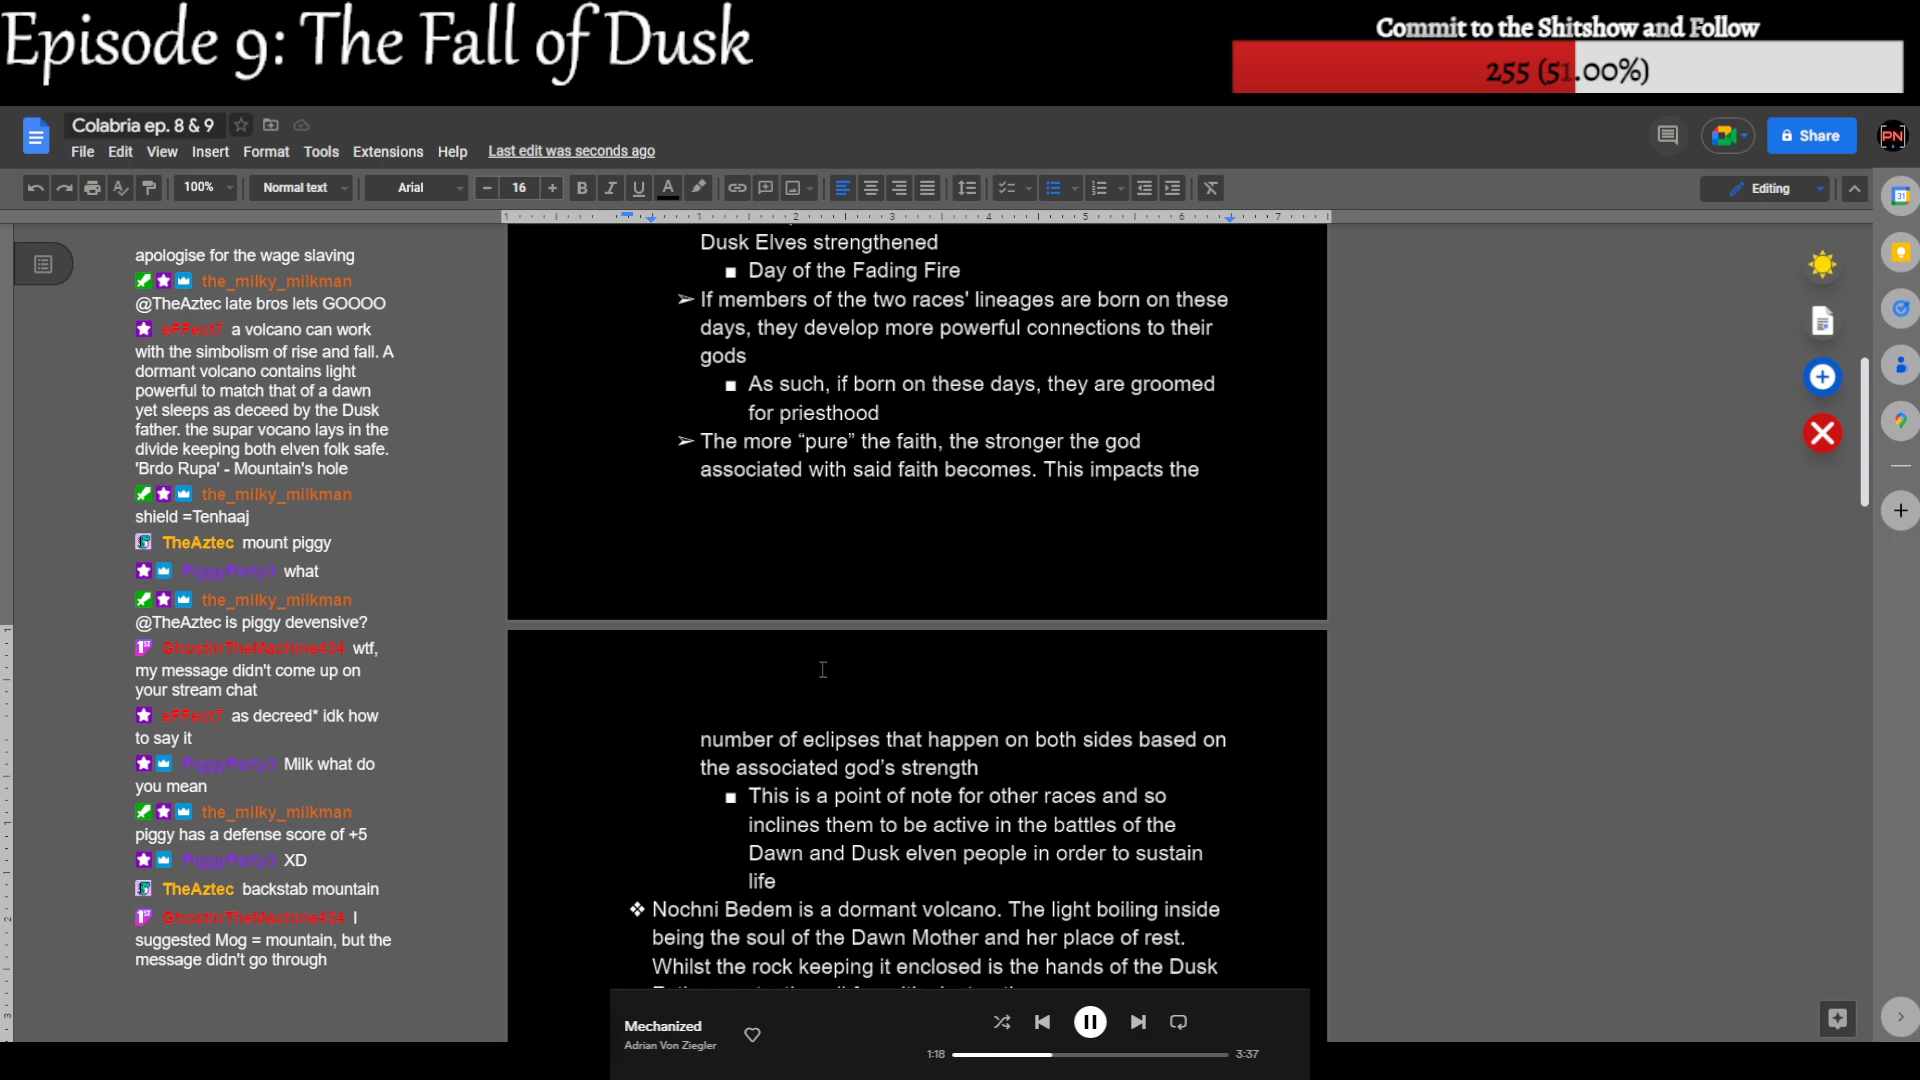 Episode 9: The Fall of Dusk
Commit to the Shitshow and Follow
255 (51.00%)
Colabria ep. 8 & 9
PN
Share
File Edit View Insert Format Tools Extensions Help Last edit was seconds ago
100% Normal text Arial 16 Editing
apologise for the wage slaving
the_milky_milkman
@TheAztec late bros lets GOOOO
eFFect7 a volcano can work
with the simbolism of rise and fall. A
dormant volcano contains light
powerful to match that of a dawn
yet sleeps as deceed by the Dusk
father. the supar vocano lays in the
divide keeping both elven folk safe.
'Brdo Rupa' - Mountain's hole
the_milky_milkman
shield =Tenhaaj
TheAztec mount piggy
PiggyParty3 what
the_milky_milkman
@TheAztec is piggy devensive?
GhostInTheMachine434 wtf,
my message didn't come up on
your stream chat
eFFect7 as decreed* idk how
to say it
PiggyParty3 Milk what do
you mean
the_milky_milkman
piggy has a defense score of +5
PiggyParty3 XD
TheAztec backstab mountain
GhostInTheMachine434 I
suggested Mog = mountain, but the
message didn't go through
Dusk Elves strengthened
■ Day of the Fading Fire
➢ If members of the two races' lineages are born on these
days, they develop more powerful connections to their
gods
■ As such, if born on these days, they are groomed
for priesthood
➢ The more “pure” the faith, the stronger the god
associated with said faith becomes. This impacts the
number of eclipses that happen on both sides based on
the associated god's strength
■ This is a point of note for other races and so
inclines them to be active in the battles of the
Dawn and Dusk elven people in order to sustain
life
❖ Nochni Bedem is a dormant volcano. The light boiling inside
being the soul of the Dawn Mother and her place of rest.
Whilst the rock keeping it enclosed is the hands of the Dusk
Mechanized
Adrian Von Ziegler
1:18 3:37